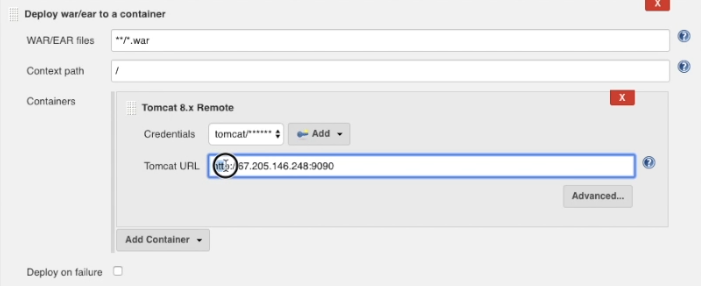 Deploy war/ear to a container
X
WAR/EAR files **/*.war
Context path /
Containers
Tomcat 8.x Remote
X
Credentials tomcat/****** Add
Tomcat URL http://67.205.146.248:9090
Advanced...
Add Container
Deploy on failure